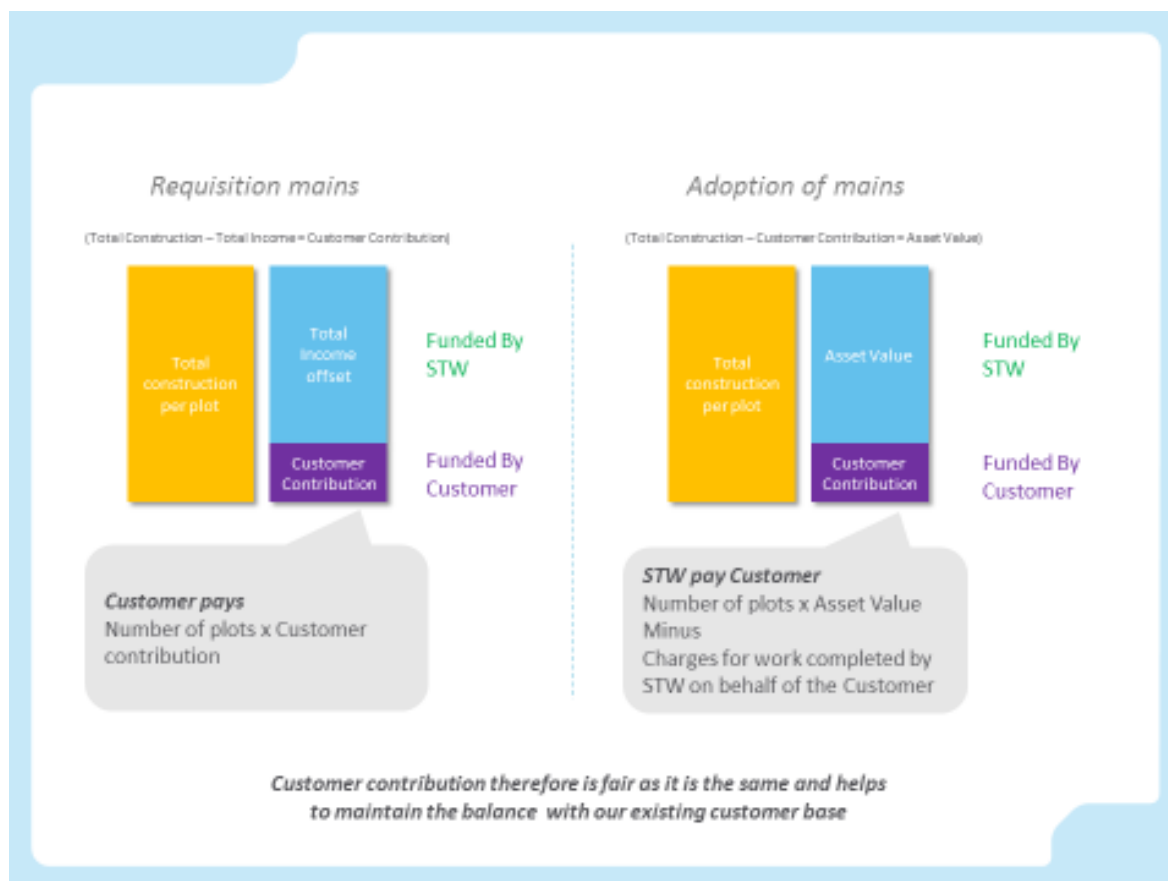 Requisition mains
(Total Construction – Total Income = Customer Contribution)
Total
construction
per plot
Total
Income
offset
Customer
Contribution
Funded By
STW
Funded By
Customer
Customer pays
Number of plots x Customer
contribution
Adoption of mains
(Total Construction – Customer Contribution = Asset Value)
Total
construction
per plot
Asset Value
Customer
Contribution
Funded By
STW
Funded By
Customer
STW pay Customer
Number of plots x Asset Value
Minus
Charges for work completed by
STW on behalf of the Customer
Customer contribution therefore is fair as it is the same and helps
to maintain the balance with our existing customer base